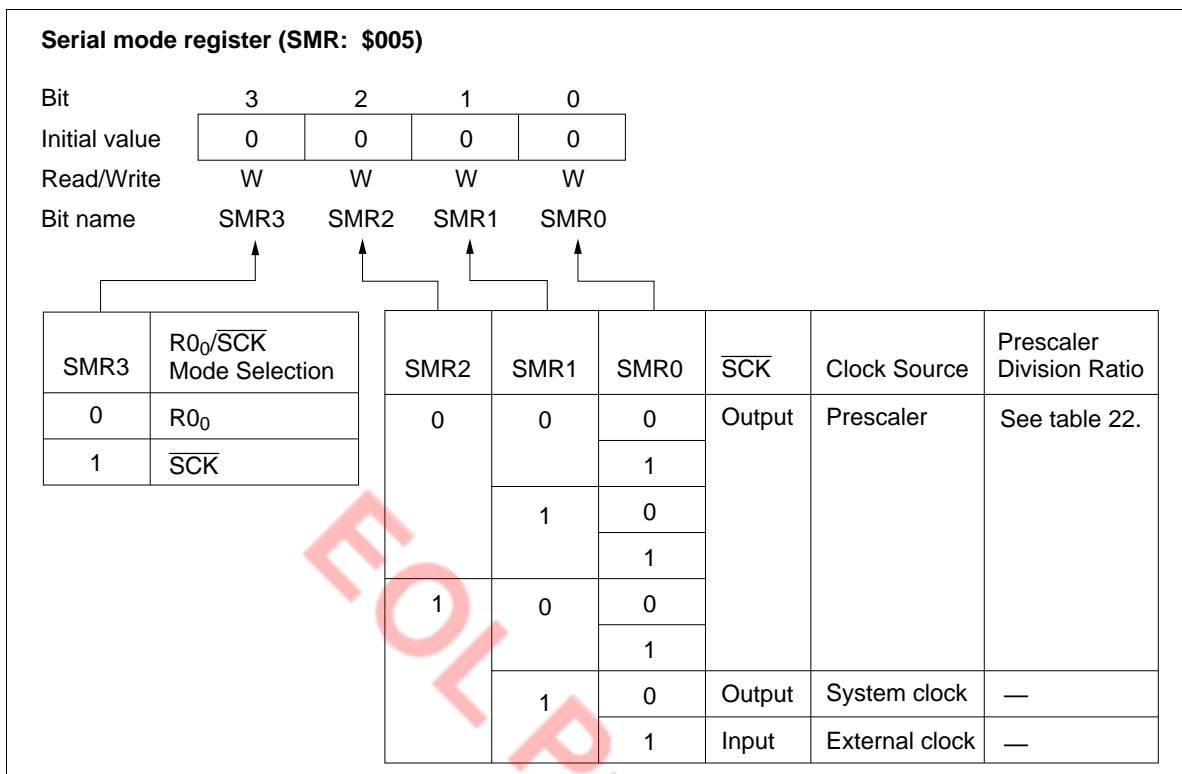 Serial mode register (SMR: $005)
Bit 3 2 1 0
Initial value 0 0 0 0
Read/Write W W W W
Bit name SMR3 SMR2 SMR1 SMR0
SMR3 R0₀/S̅C̅K̅ Mode Selection
0 R0₀
1 S̅C̅K̅
SMR2 SMR1 SMR0 S̅C̅K̅ Clock Source Prescaler Division Ratio
0 0 0 Output Prescaler See table 22.
1
1 0
1
1 0 0
1
1 0 Output System clock —
1 Input External clock —
EOL P